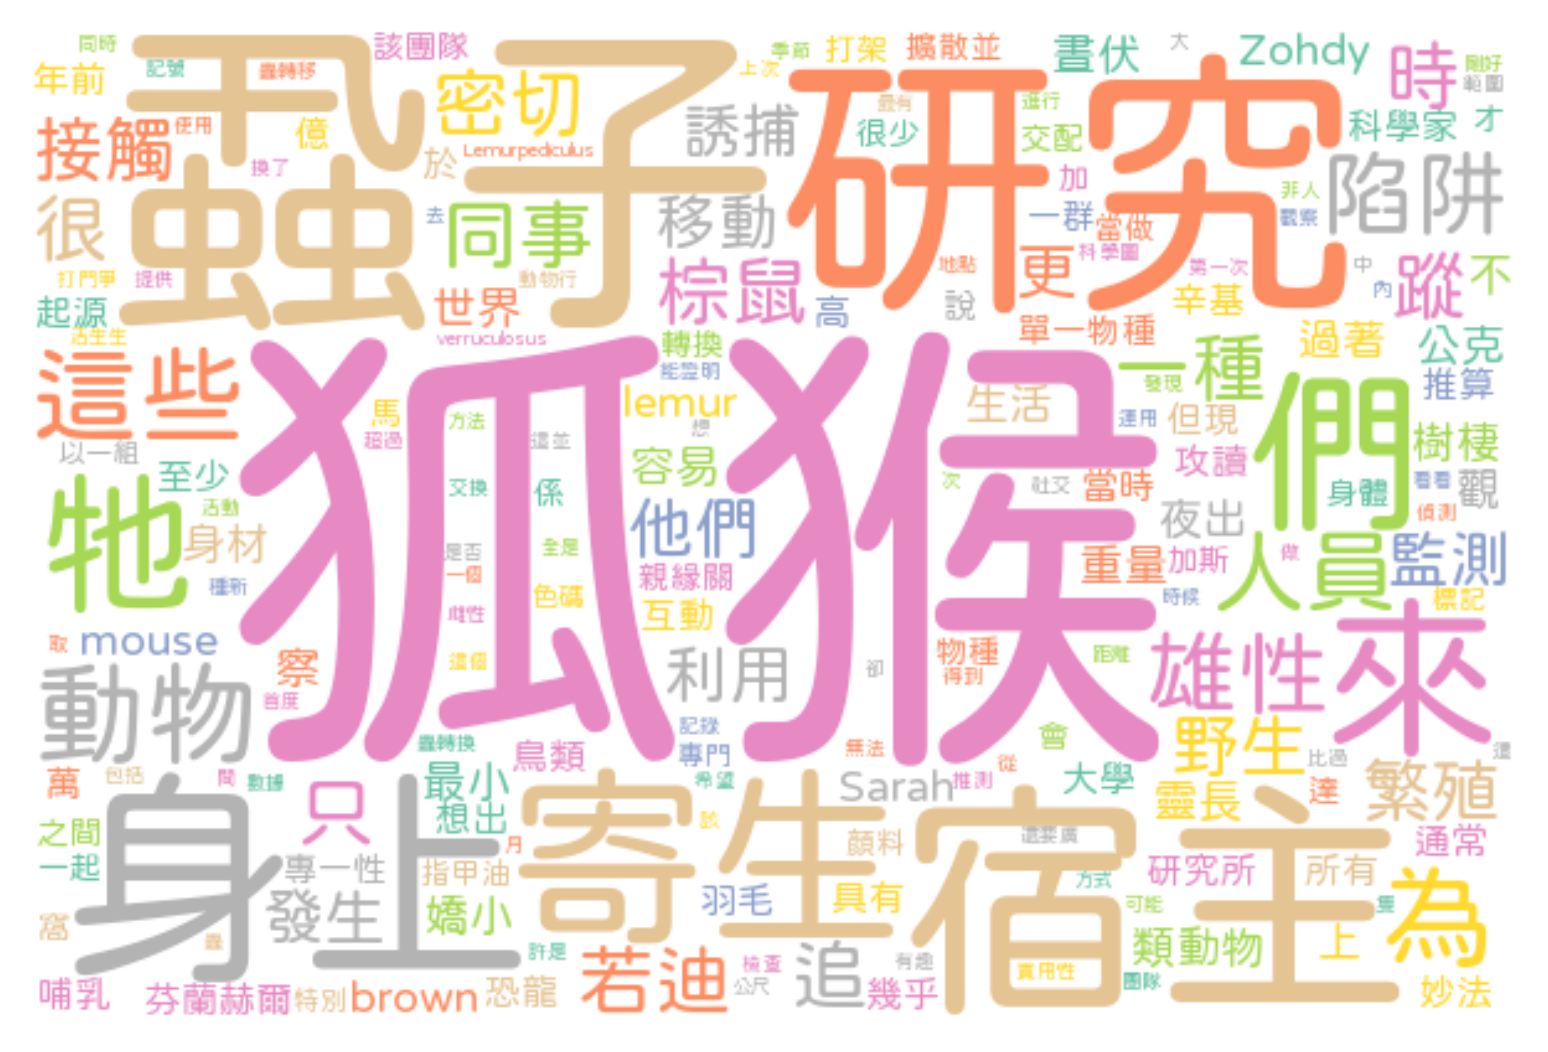 同時
記號
年前
蟲轉移
該團隊
蝨子
密切
上次
季節
打架
擴散並
晝伏
大
Zohdy
時
剛好
範圍
接觸
使用
億
換了
於
Lemurpediculus
誘捕
研究
最有
很少
進行
交配
加
科學家
才
很
去
同事
移動
一群
當做
非人
觀察
陷阱
打鬥爭
提供
動物行
棕鼠
地點
更
科學圖
第一次
中
內
蹤
不
起源
活生生
世界
verruculosus
高
說
單一物種
辛基
過著
公克
這些
狐猴
轉換
能證明
lemur
一種
發現
推算
以一組
馬
超過
方法
這並
想
生活
運用
但現
們
樹棲
至少
活動
牠
身材
種新
交換
係
容易
他們
次
社交
當時
攻讀
夜出
身體
看看
偵測
觀
是否
一個
全是
色碼
親緣關
互動
重量
加斯
做
時候
人員
監測
標記
取
mouse
察
首度
雌性
這個
利用
卻
物種
得到
距離
雄性
來
動物
蟲轉換
鳥類
記錄
專門
希望
無法
從
會
大學
野生
比過
還
萬
包括
間
數據
只
最小
想出
月
Sarah
推測
靈長
達
繁殖
之間
一起
身上
專一性
指甲油
寄生
該
顏料
宿主
還要廣
研究所
所有
通常
窩
蟲
發生
嬌小
羽毛
具有
方式
可能
隻
為
哺乳
芬蘭赫爾
特別
brown
恐龍
許是
若迪
檢查
公尺
追
有趣
幾乎
實用性
團隊
類動物
上
妙法